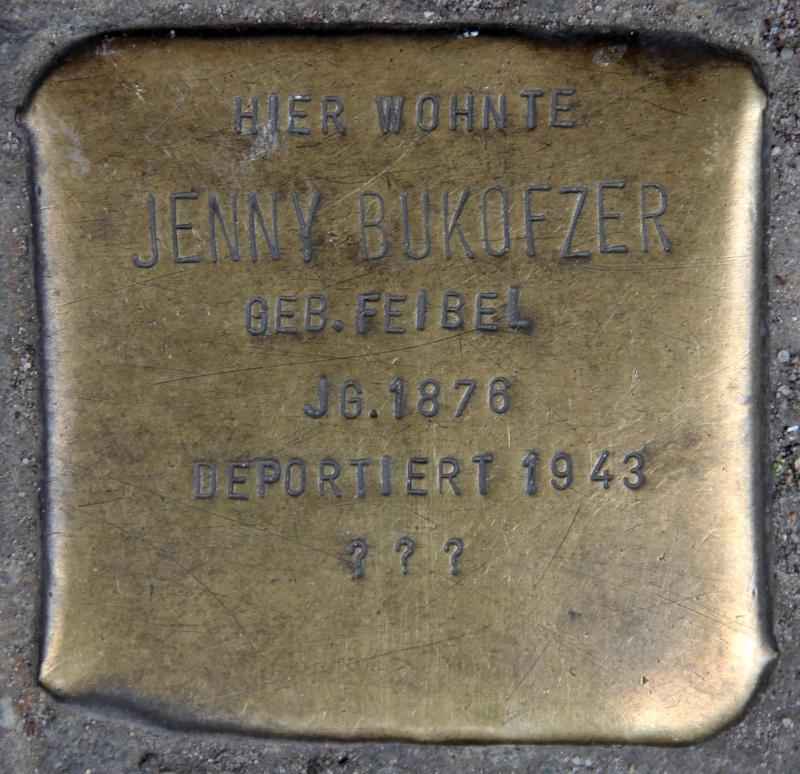 HIER WOHNTE
JENNY BUKOFZER
GEB. FEIBEL
JG. 1876
DEPORTIERT 1943
? ? ?